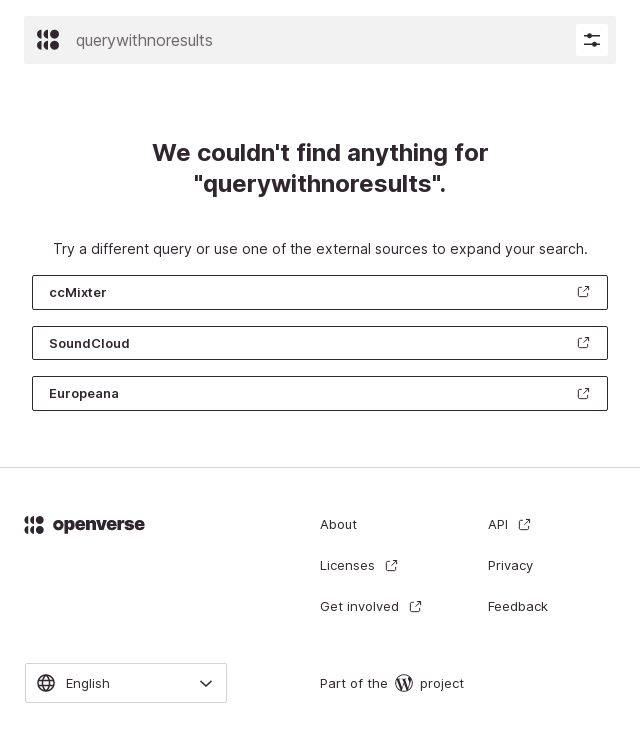 querywithnoresults
We couldn't find anything for
"querywithnoresults".
Try a different query or use one of the external sources to expand your search.
ccMixter
SoundCloud
Europeana
openverse
About
API
Licenses
Privacy
Get involved
Feedback
English
Part of the project